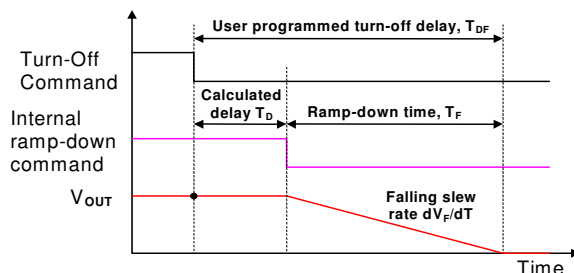 User programmed turn-off delay, TDF
Turn-Off
Command
Calculated
delay TD
Ramp-down time, TF
Internal
ramp-down
command
VOUT
Falling slew
rate dVF/dT
Time